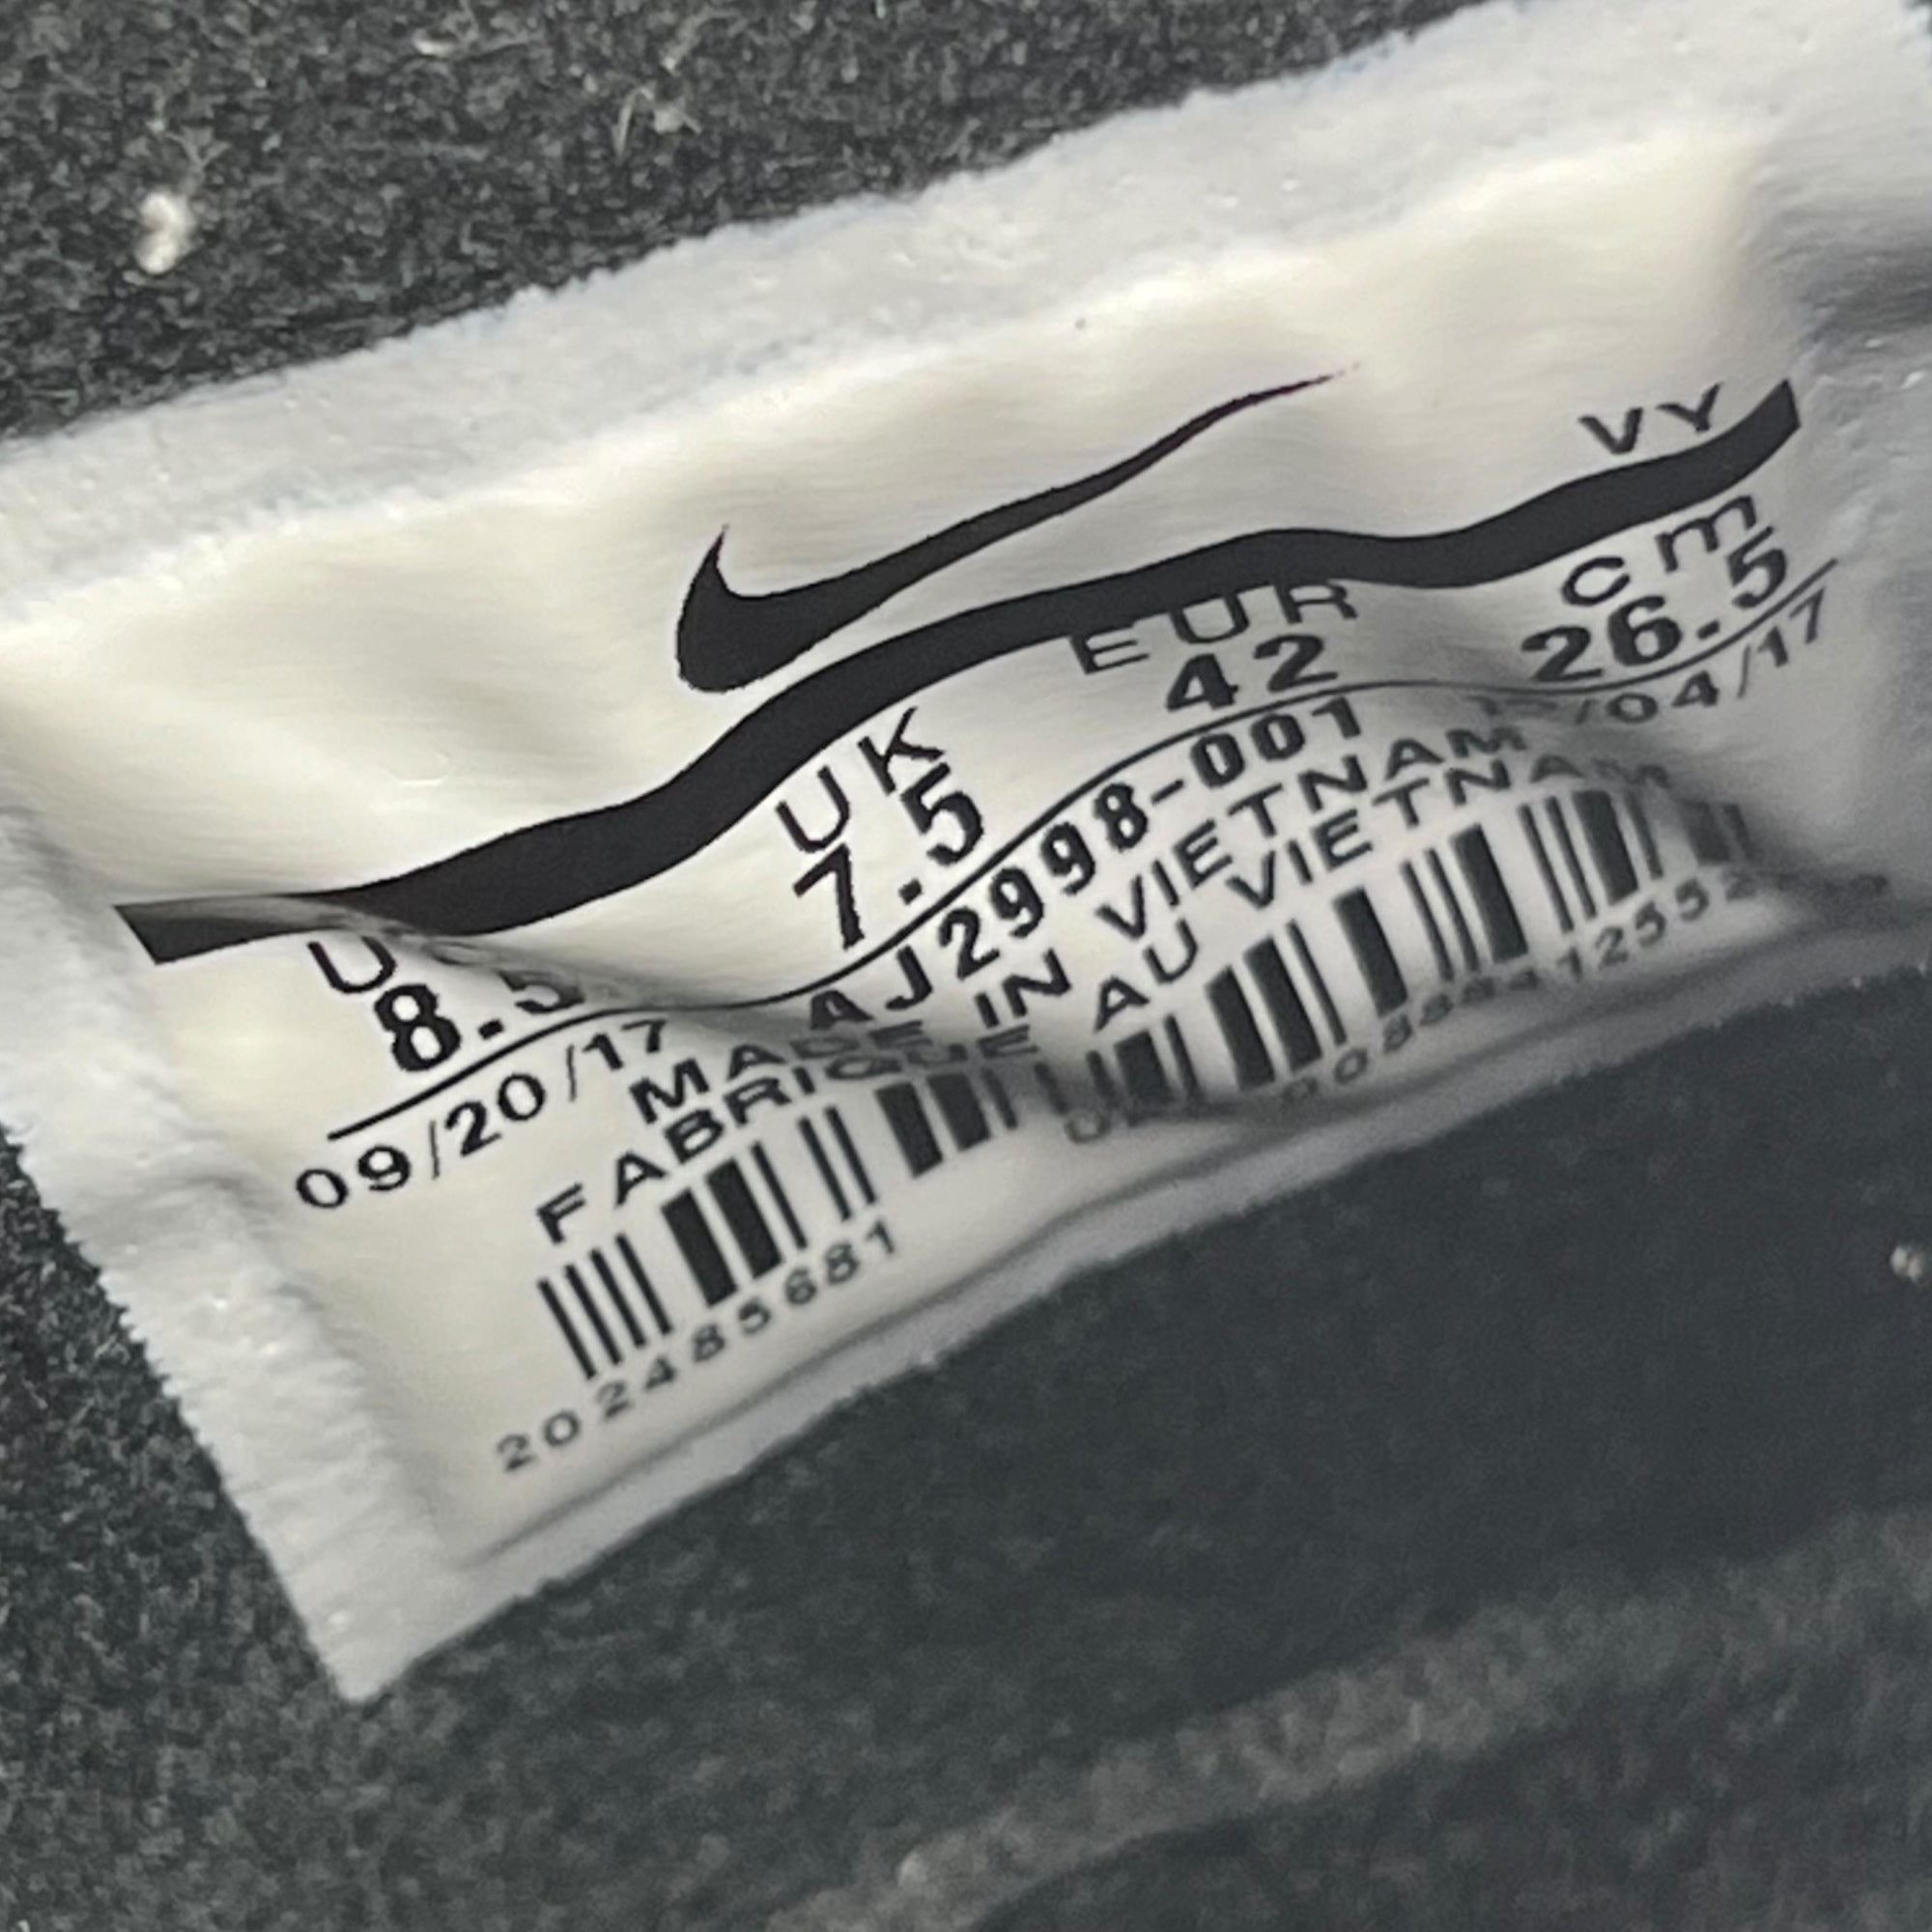 VY
UK EUR cm
8.5 7.5 42 26.5
09/20/17 AJ2998-001 /04/17
MADE IN VIETNAM
FABRIQUE AU VIETNAM
202485681